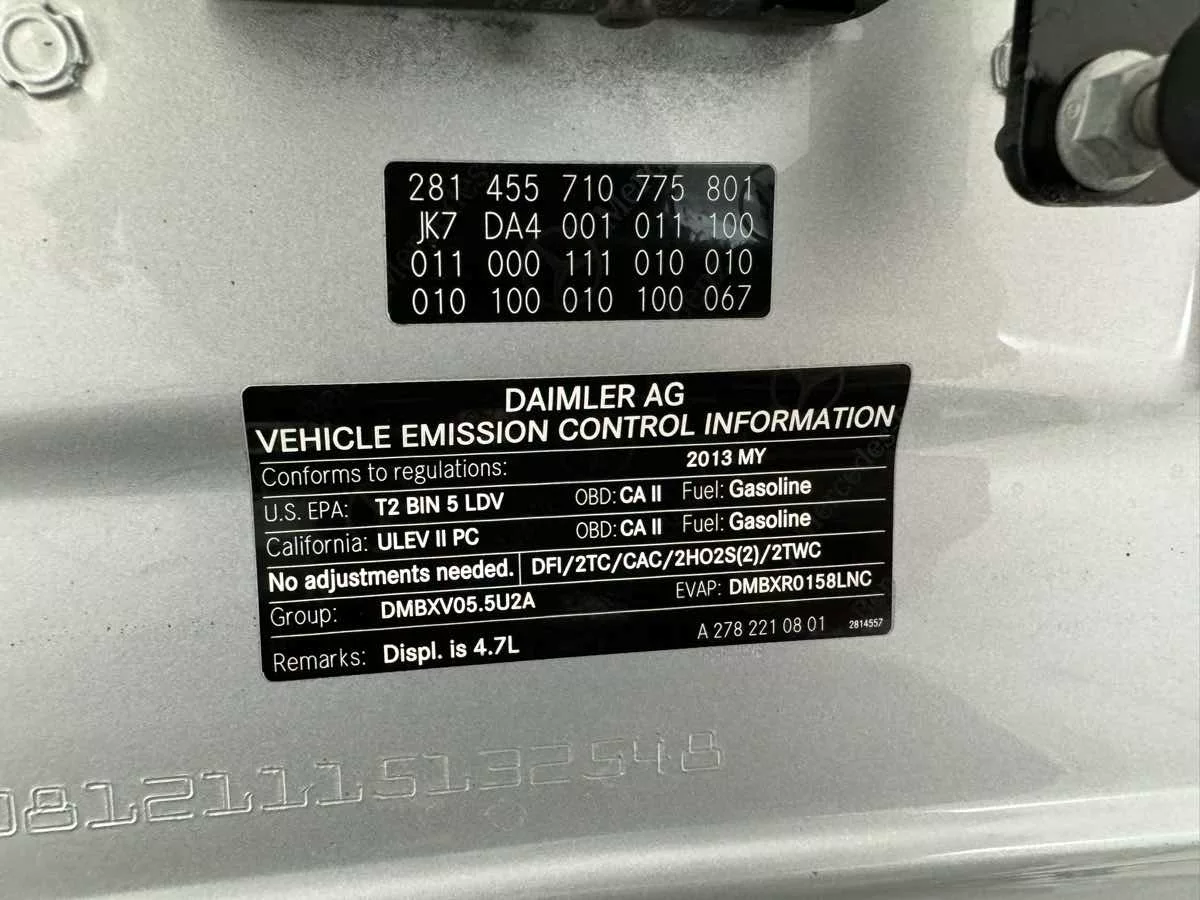 281 455 710 775 801
JK7 DA4 001 011 100
011 000 111 010 010
010 100 010 100 067
DAIMLER AG
VEHICLE EMISSION CONTROL INFORMATION
Conforms to regulations: 2013 MY
U.S. EPA: T2 BIN 5 LDV OBD: CA II Fuel: Gasoline
California: ULEV II PC OBD: CA II Fuel: Gasoline
No adjustments needed. DFI/2TC/CAC/2HO2S(2)/2TWC
Group: DMBXV05.5U2A EVAP: DMBXR0158LNC
Remarks: Displ. is 4.7L A 278 221 08 01 2814557
08121115132548